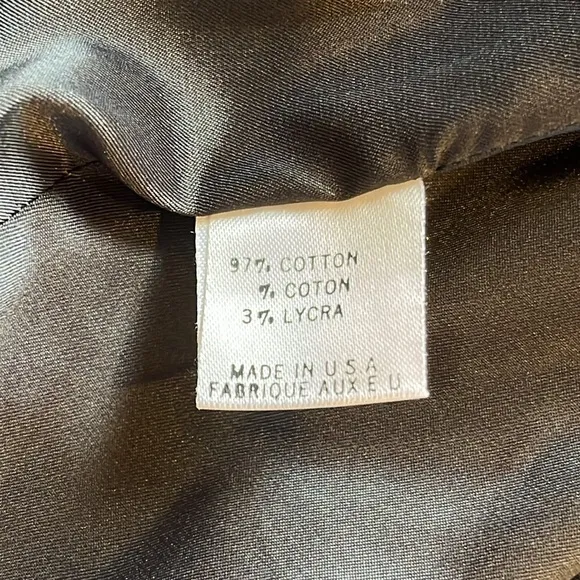 97% COTTON
% COTON
3% LYCRA
MADE IN U S A
FABRIQUE AUX E U